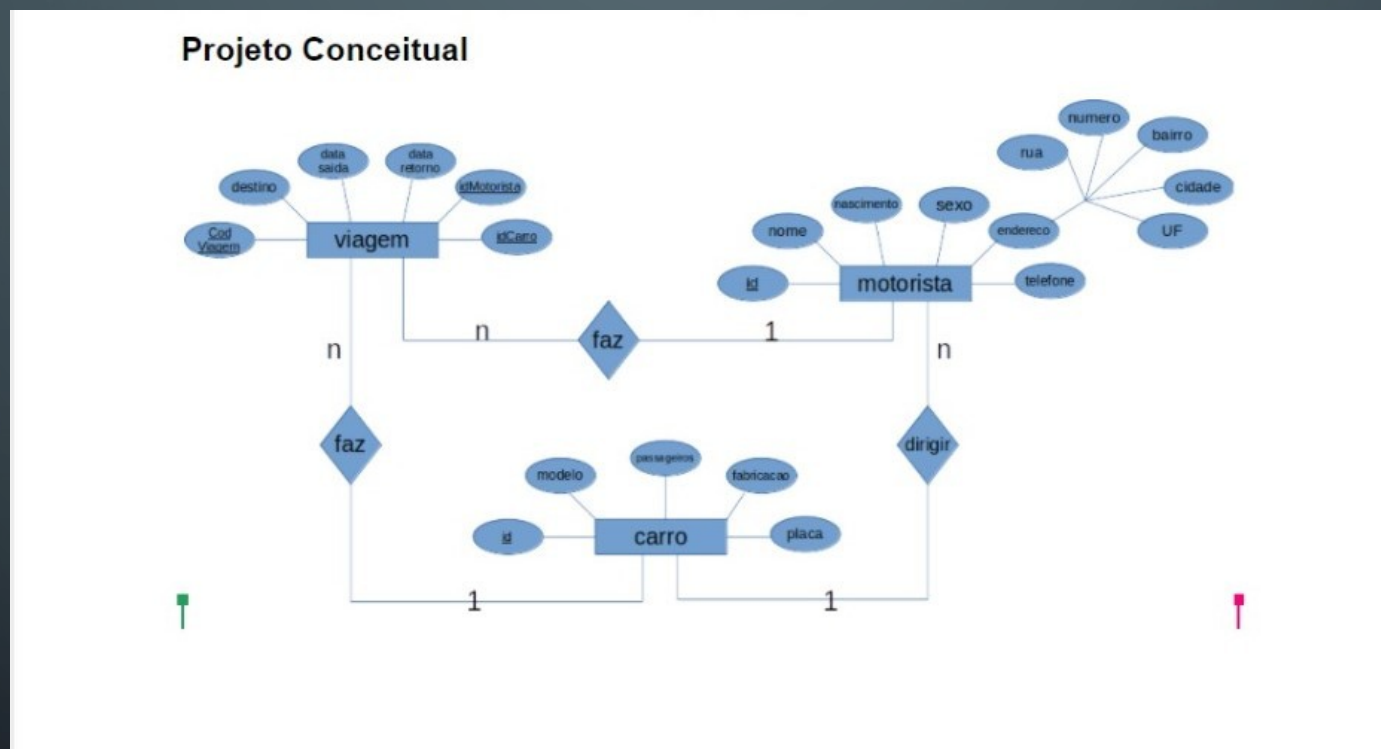 Projeto Conceitual
numero
bairro
rua
data
saida
data
retorno
destino
idMotorista
cidade
nascimento
sexo
Cod
Viagem
viagem
idCarro
nome
endereco
UF
Id
motorista
telefone
n
faz
1
n
n
faz
dirigir
modelo
passageiros
fabricacao
id
carro
placa
1
1